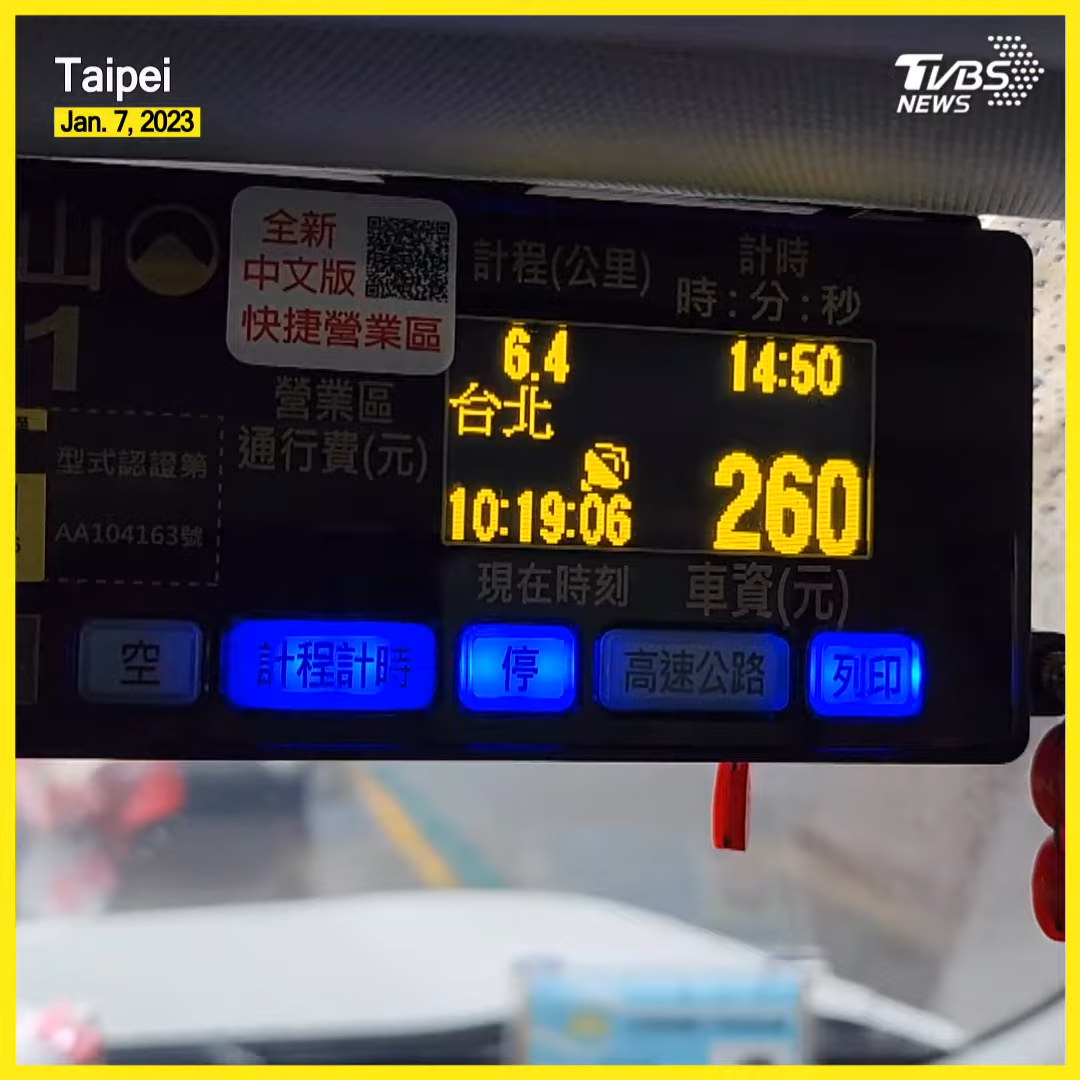 Taipei
Jan. 7, 2023
TVBS
NEWS
山
1
全新
中文版
快捷營業區
計程(公里)
計時
時:分:秒
6.4
14:50
營業區
台北
通行費(元)
10:19:06
260
型式認證第
AA104163號
現在時刻
車資(元)
空
計程計時
停
高速公路
列印